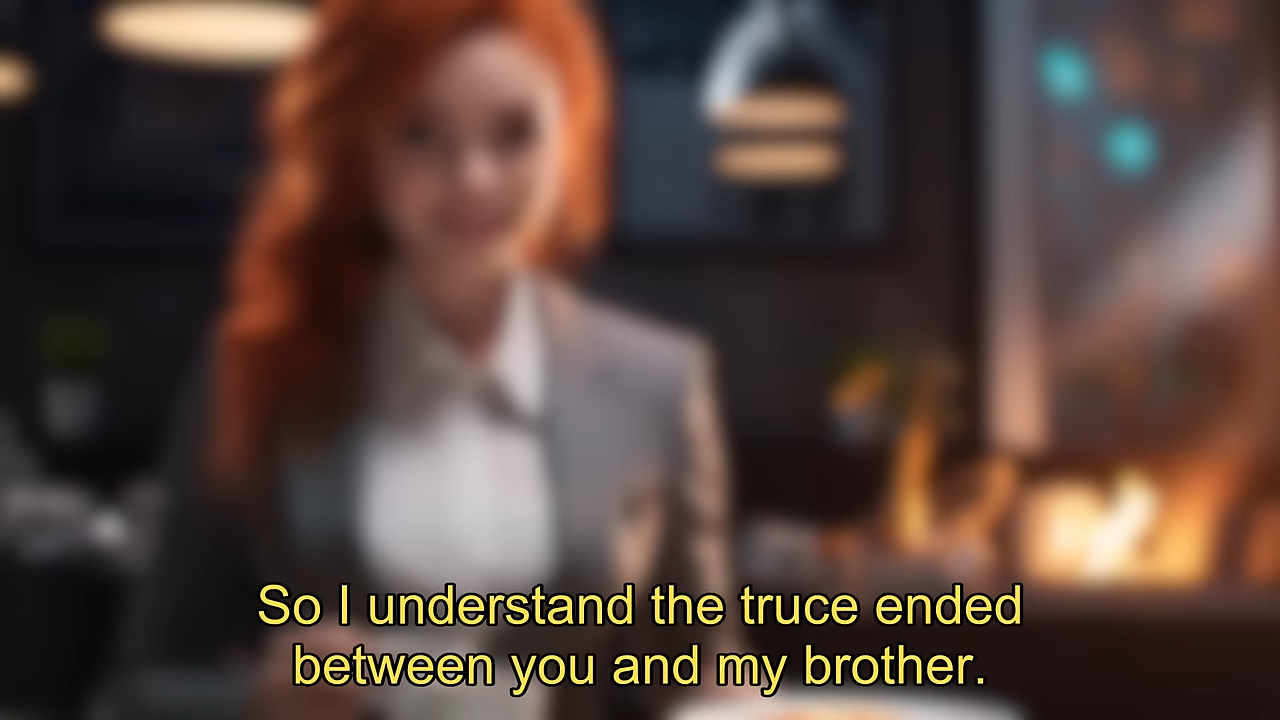 So I understand the truce ended
between you and my brother.